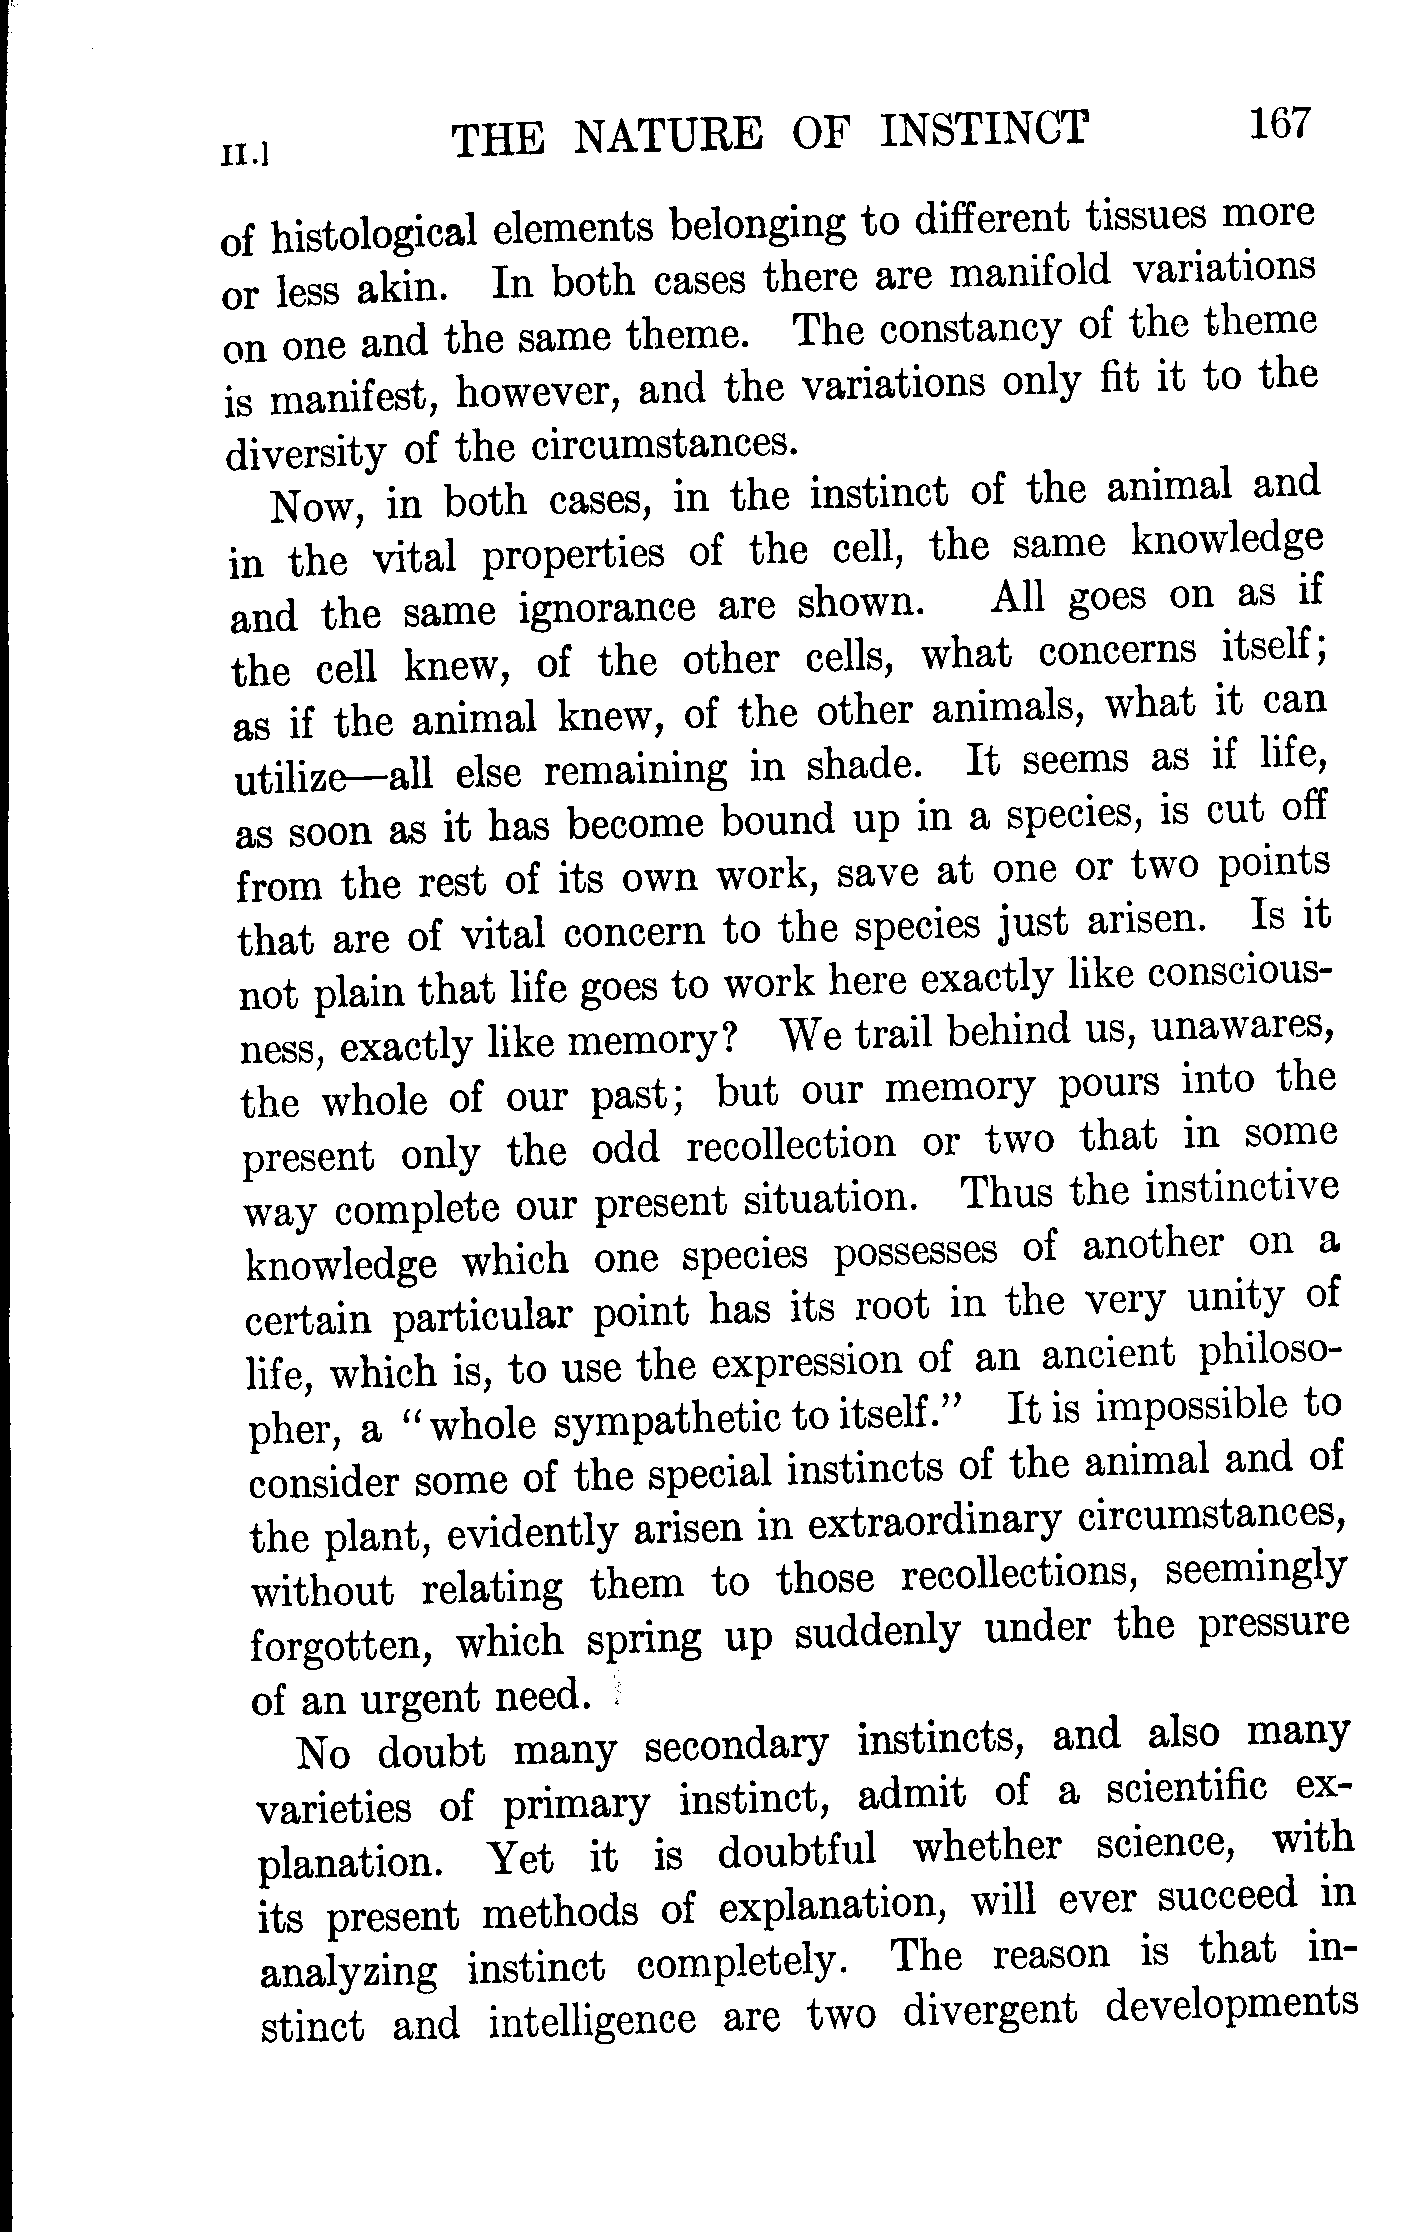 II.] THE NATURE OF INSTINCT 167
of histological elements belonging to different tissues more
or less akin. In both cases there are manifold variations
on one and the same theme. The constancy of the theme
is manifest, however, and the variations only fit it to the
diversity of the circumstances.
Now, in both cases, in the instinct of the animal and
in the vital properties of the cell, the same knowledge
and the same ignorance are shown. All goes on as if
the cell knew, of the other cells, what concerns itself;
as if the animal knew, of the other animals, what it can
utilize—all else remaining in shade. It seems as if life,
as soon as it has become bound up in a species, is cut off
from the rest of its own work, save at one or two points
that are of vital concern to the species just arisen. Is it
not plain that life goes to work here exactly like conscious-
ness, exactly like memory? We trail behind us, unawares,
the whole of our past; but our memory pours into the
present only the odd recollection or two that in some
way complete our present situation. Thus the instinctive
knowledge which one species possesses of another on a
certain particular point has its root in the very unity of
life, which is, to use the expression of an ancient philoso-
pher, a "whole sympathetic to itself." It is impossible to
consider some of the special instincts of the animal and of
the plant, evidently arisen in extraordinary circumstances,
without relating them to those recollections, seemingly
forgotten, which spring up suddenly under the pressure
of an urgent need.
No doubt many secondary instincts, and also many
varieties of primary instinct, admit of a scientific ex-
planation. Yet it is doubtful whether science, with
its present methods of explanation, will ever succeed in
analyzing instinct completely. The reason is that in-
stinct and intelligence are two divergent developments